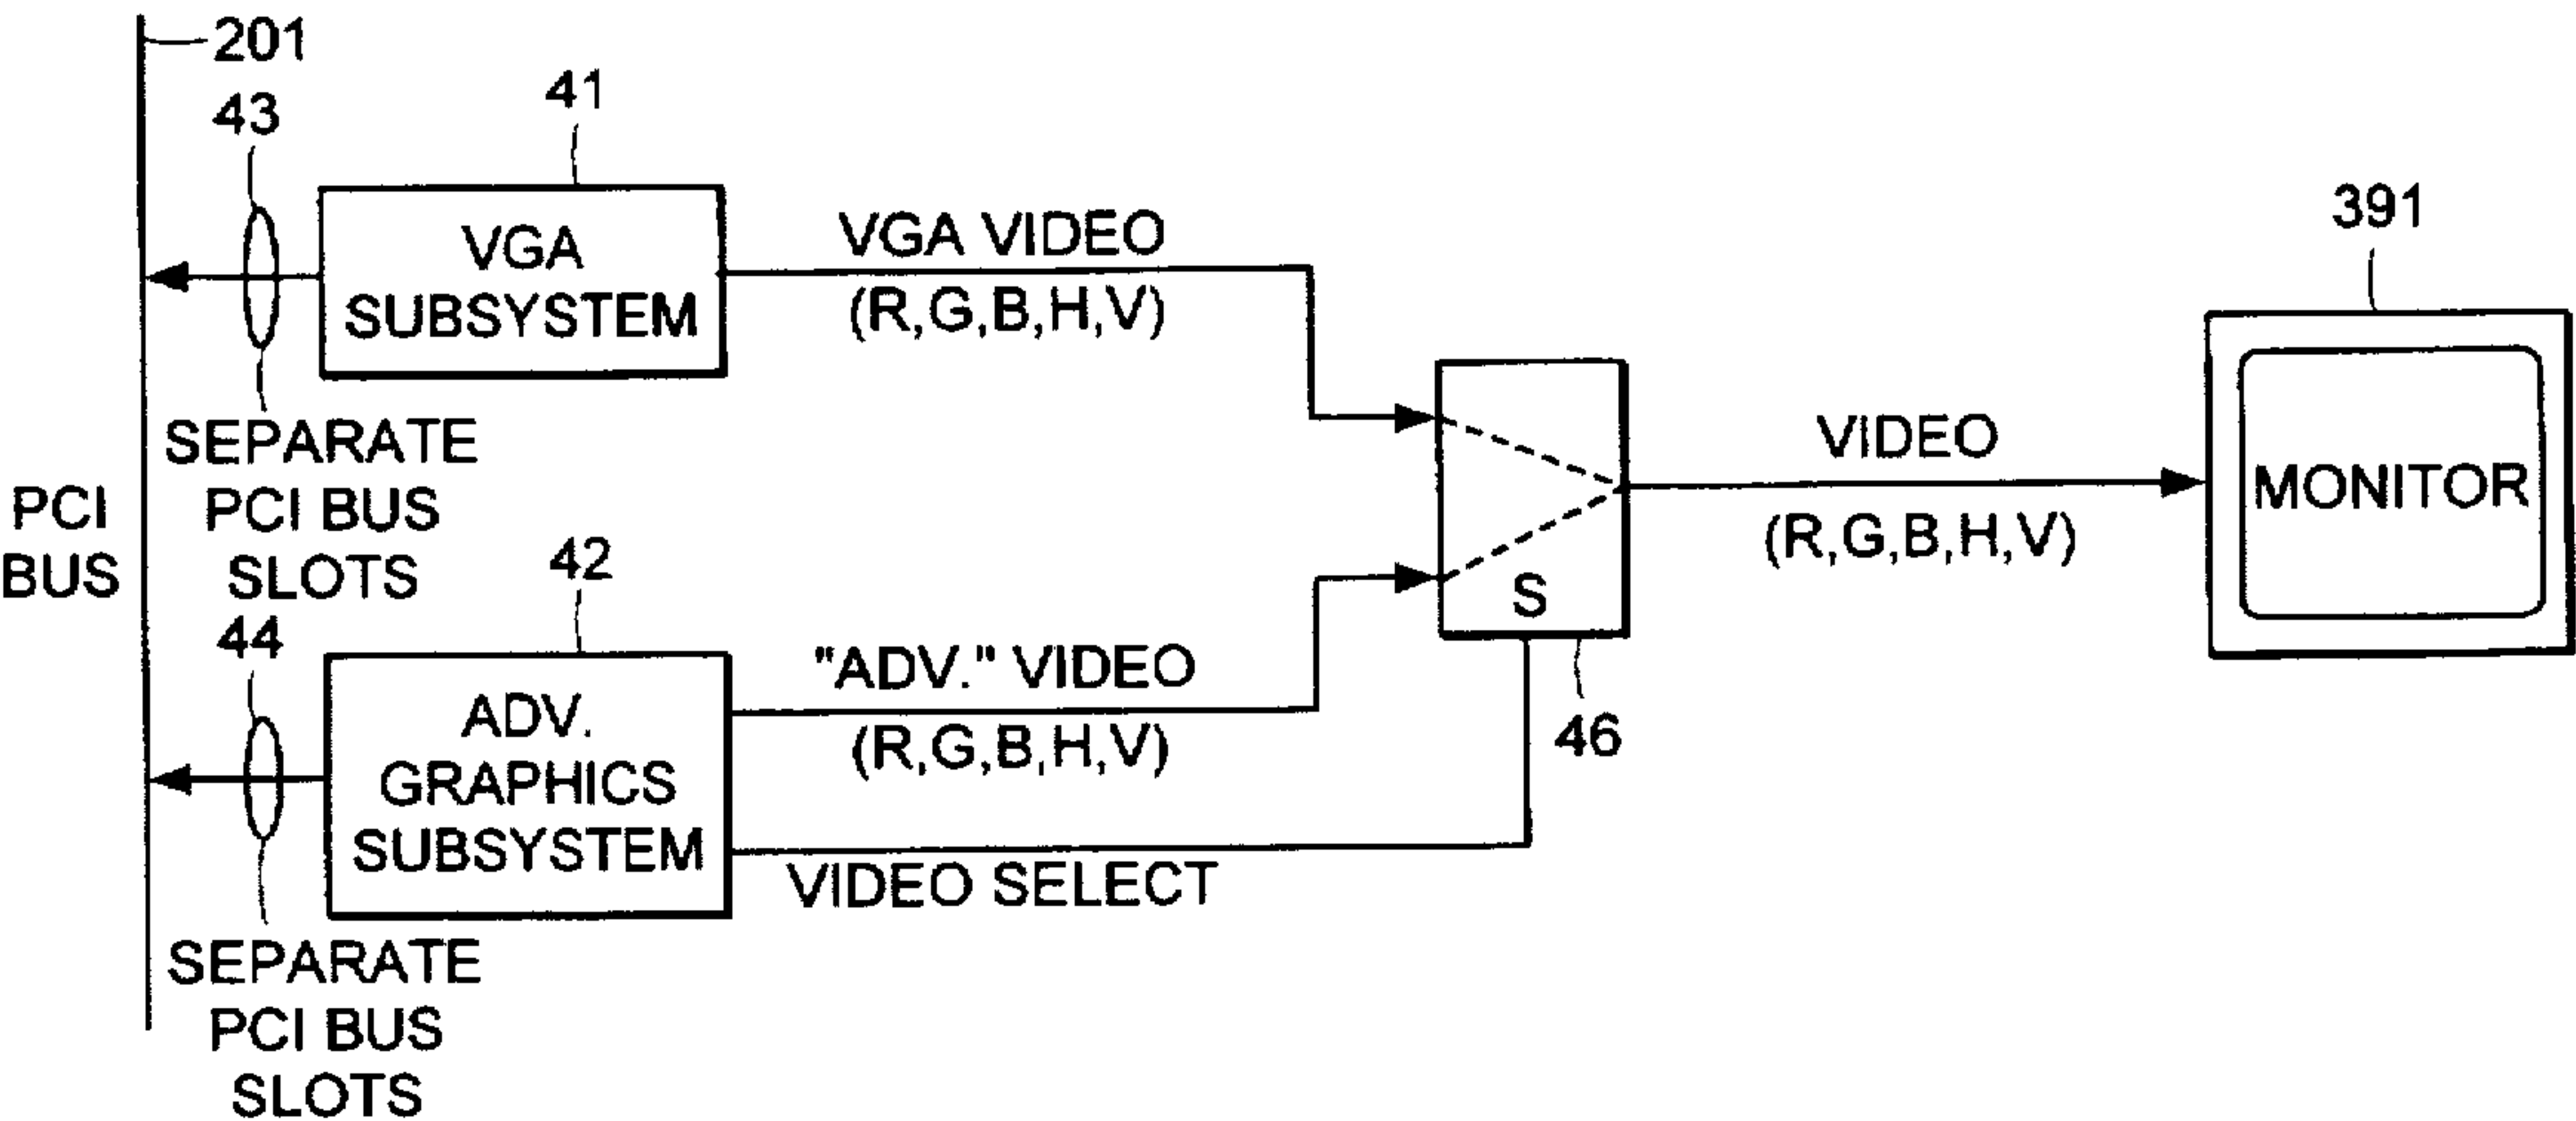 201
43
41
VGA
SUBSYSTEM
VGA VIDEO
(R,G,B,H,V)
391
SEPARATE
PCI BUS
SLOTS
PCI
BUS
VIDEO
(R,G,B,H,V)
MONITOR
S
46
44
42
ADV.
GRAPHICS
SUBSYSTEM
"ADV." VIDEO
(R,G,B,H,V)
VIDEO SELECT
SEPARATE
PCI BUS
SLOTS